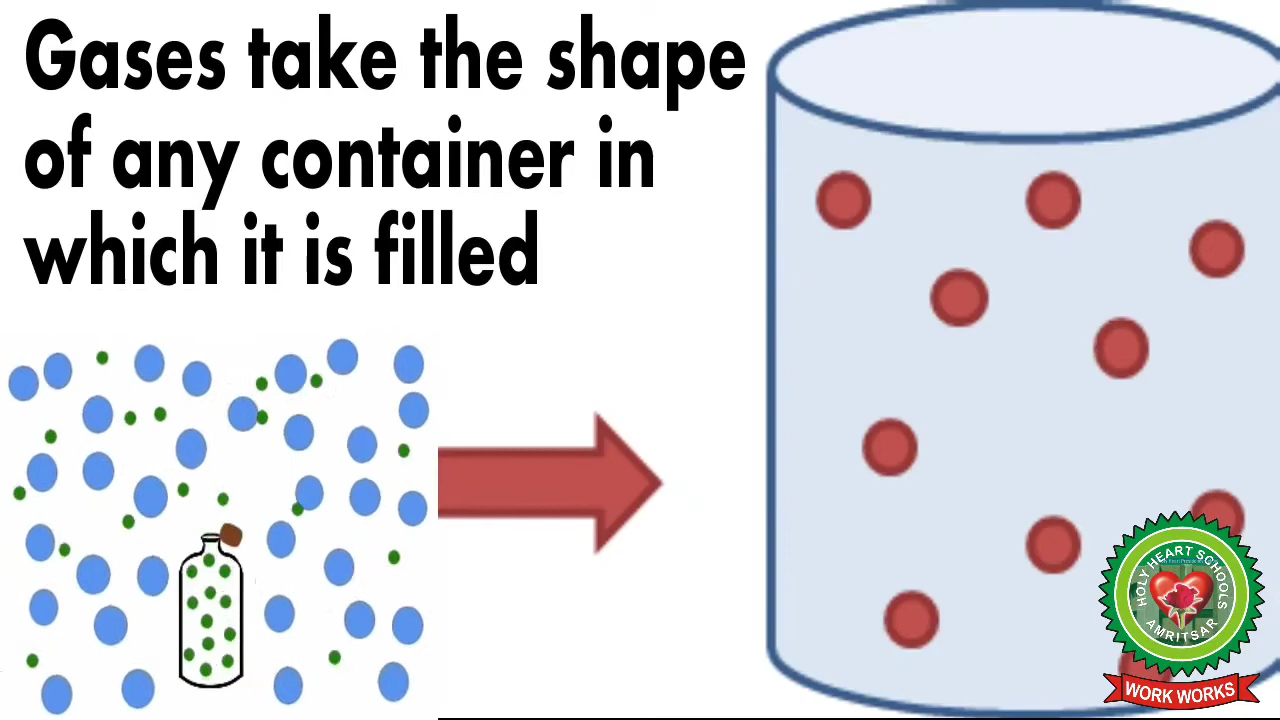 Gases take the shape
of any container in
which it is filled
HOLY HEART SCHOOLS
AMRITSAR
WORK WORKS